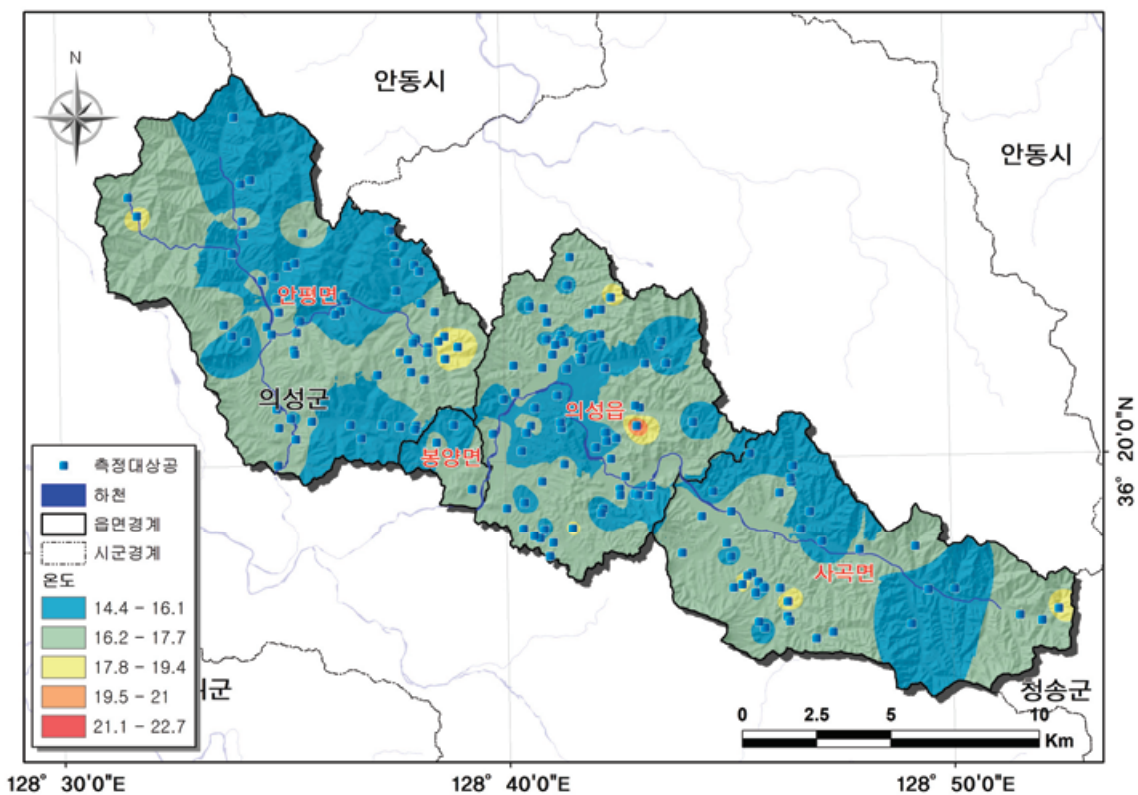 N
안동시
안동시
안평면
의성군
의성읍
봉양면
사곡면
청송군
군
36° 20'0"N
측정대상공
하천
읍면경계
시군경계
온도
14.4 - 16.1
16.2 - 17.7
17.8 - 19.4
19.5 - 21
21.1 - 22.7
0 2.5 5 10
Km
128° 30'0"E 128° 40'0"E 128° 50'0"E